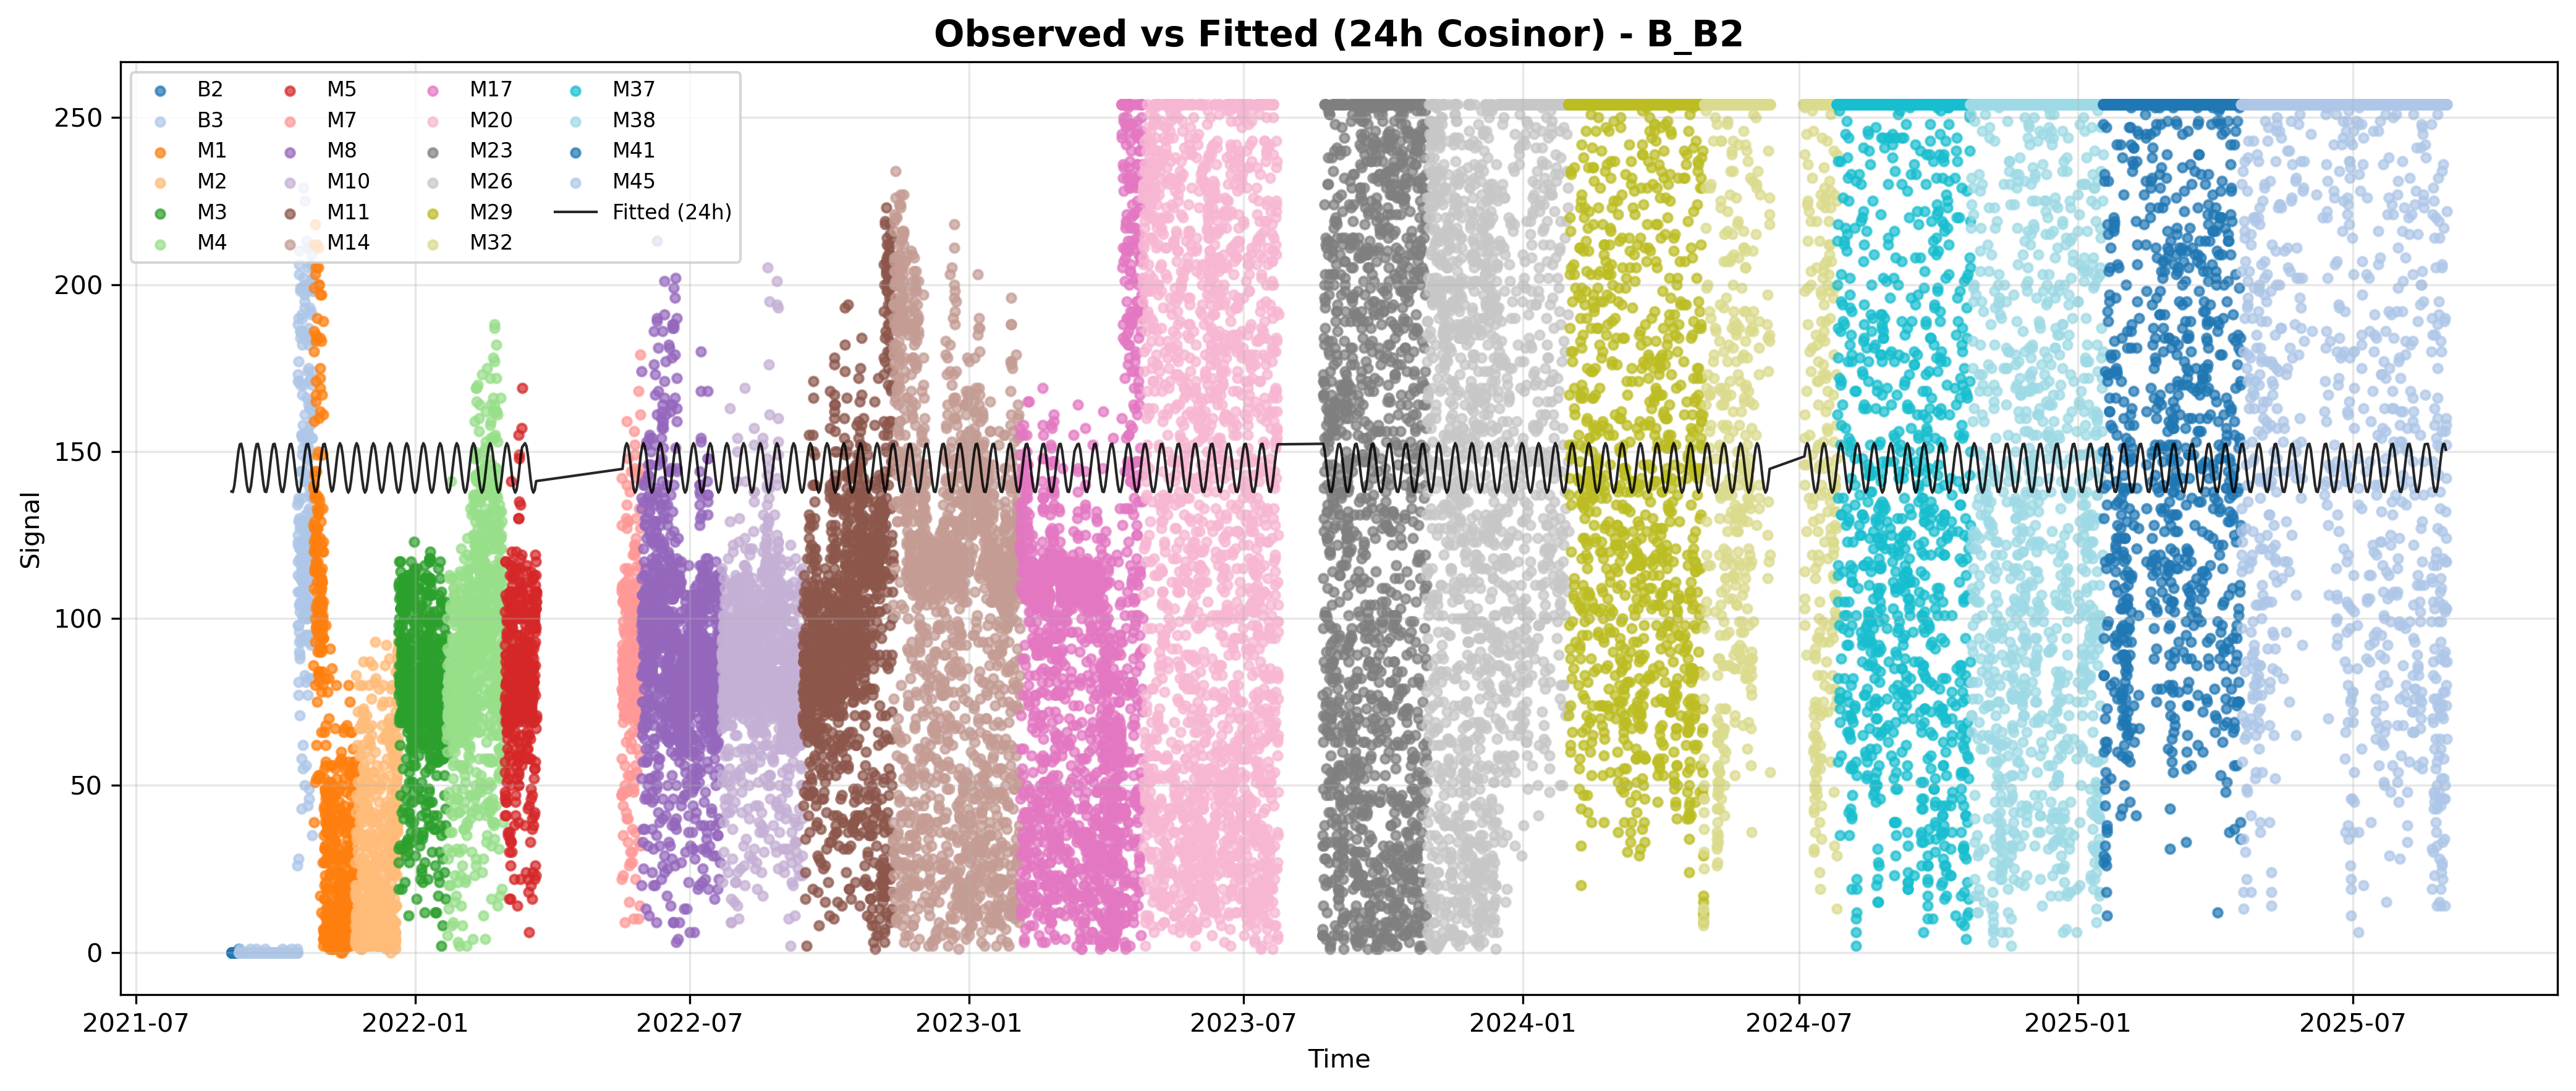 Observed vs Fitted (24h Cosinor) - B_B2
B2 M5 M17 M37
B3 M7 M20 M38
M1 M8 M23 M41
M2 M10 M26 M45
M3 M11 M29 Fitted (24h)
M4 M14 M32
250
200
150
100
50
0
Signal
2021-07 2022-01 2022-07 2023-01 2023-07 2024-01 2024-07 2025-01 2025-07
Time